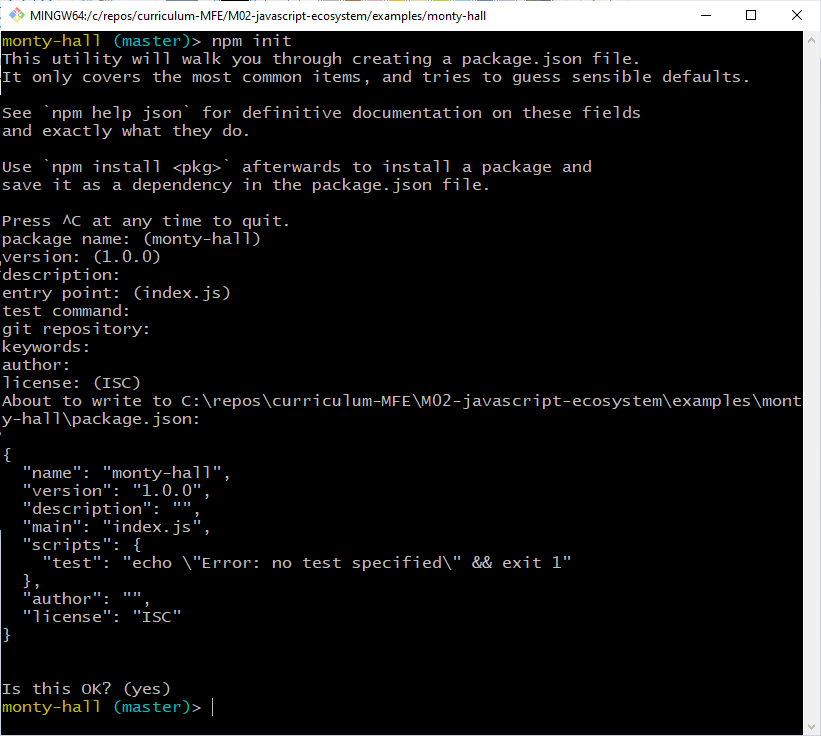 MINGW64:/c/repos/curriculum-MFE/M02-javascript-ecosystem/examples/monty-hall
monty-hall (master)> npm init
This utility will walk you through creating a package.json file.
It only covers the most common items, and tries to guess sensible defaults.

See `npm help json` for definitive documentation on these fields
and exactly what they do.

Use `npm install <pkg>` afterwards to install a package and
save it as a dependency in the package.json file.

Press ^C at any time to quit.
package name: (monty-hall)
version: (1.0.0)
description:
entry point: (index.js)
test command:
git repository:
keywords:
author:
license: (ISC)
About to write to C:\repos\curriculum-MFE\M02-javascript-ecosystem\examples\mont
y-hall\package.json:

{
  "name": "monty-hall",
  "version": "1.0.0",
  "description": "",
  "main": "index.js",
  "scripts": {
    "test": "echo \"Error: no test specified\" && exit 1"
  },
  "author": "",
  "license": "ISC"
}

Is this OK? (yes)
monty-hall (master)>